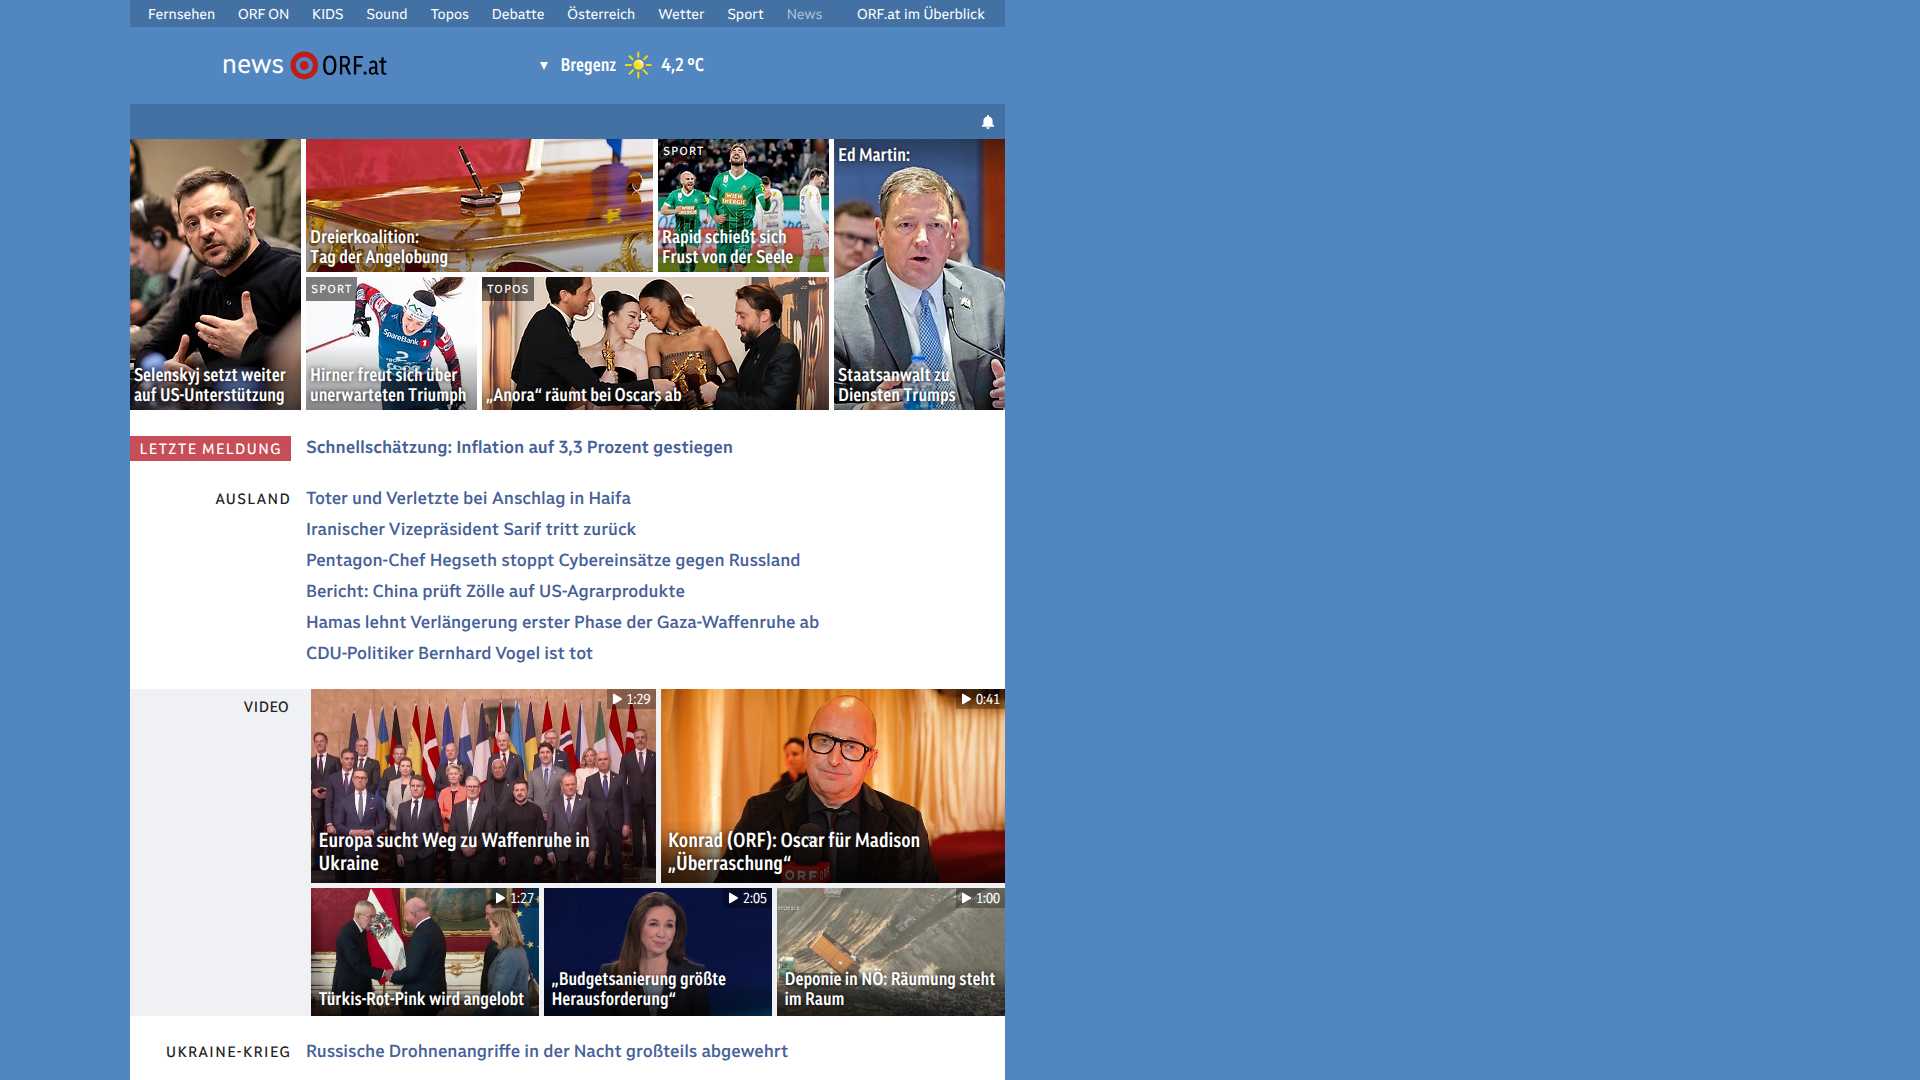 Fernsehen ORF ON KIDS Sound Topos Debatte Österreich Wetter Sport News ORF.at im Überblick
news ORF.at
▼ Bregenz 4,2 °C
Selenskyj setzt weiter
auf US-Unterstützung
Dreierkoalition:
Tag der Angelobung
SPORT
WIEN
ENERGIE
Rapid schießt sich
Frust von der Seele
Ed Martin:
Staatsanwalt zu
Diensten Trumps
SPORT
SpareBank 1
2
Hirner freut sich über
unerwarteten Triumph
TOPOS
„Anora“ räumt bei Oscars ab
LETZTE MELDUNG
Schnellschätzung: Inflation auf 3,3 Prozent gestiegen
AUSLAND
Toter und Verletzte bei Anschlag in Haifa
Iranischer Vizepräsident Sarif tritt zurück
Pentagon-Chef Hegseth stoppt Cybereinsätze gegen Russland
Bericht: China prüft Zölle auf US-Agrarprodukte
Hamas lehnt Verlängerung erster Phase der Gaza-Waffenruhe ab
CDU-Politiker Bernhard Vogel ist tot
VIDEO
1:29
Europa sucht Weg zu Waffenruhe in
Ukraine
0:41
Konrad (ORF): Oscar für Madison
„Überraschung“
ORF
1:27
Türkis-Rot-Pink wird angelobt
2:05
„Budgetsanierung größte
Herausforderung“
1:00
Deponie in NÖ: Räumung steht
im Raum
UKRAINE-KRIEG
Russische Drohnenangriffe in der Nacht großteils abgewehrt